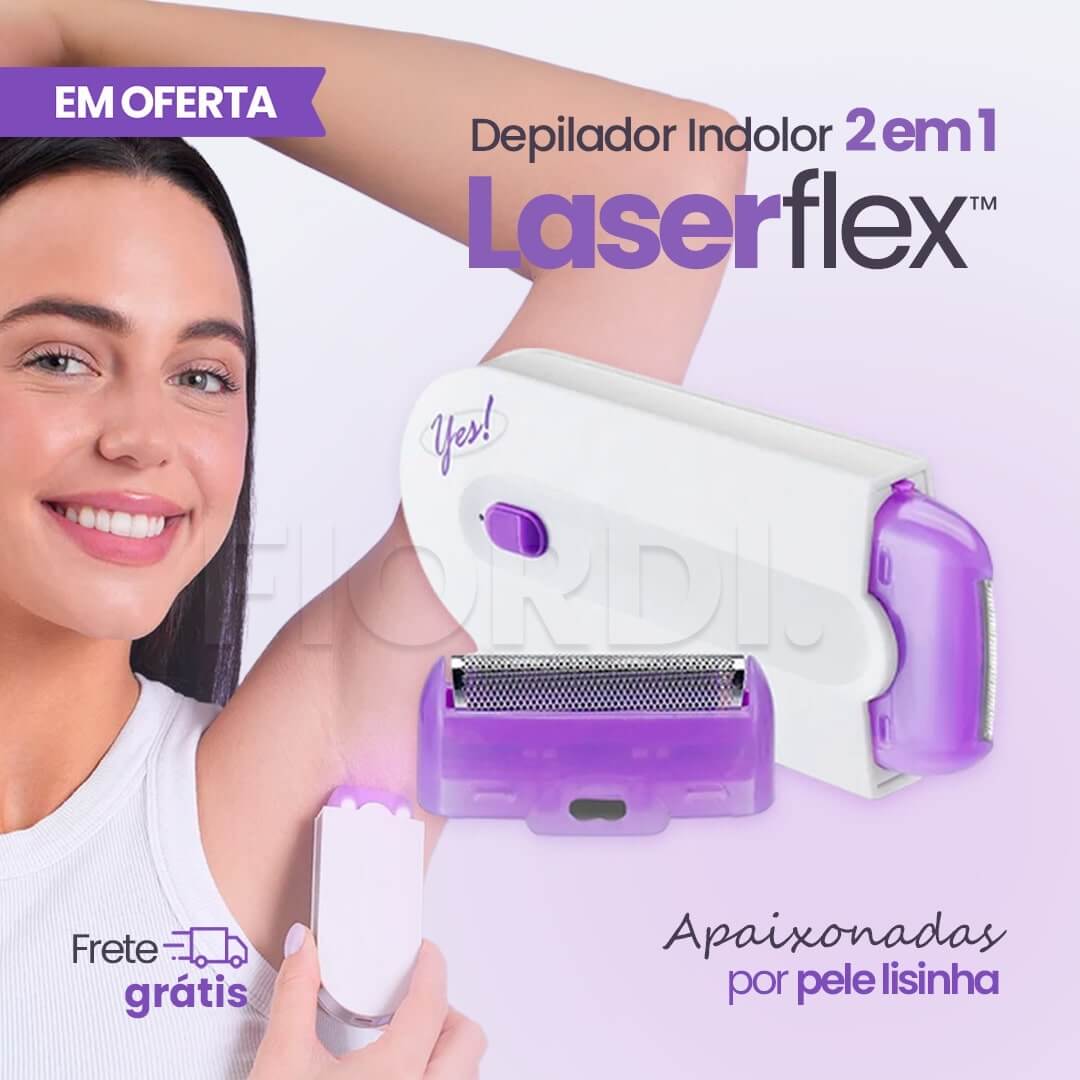 EM OFERTA
Depilador Indolor 2 em 1
Laserflex™
Yes!
FIORDI.
Frete
grátis
Apaixonadas
por pele lisinha